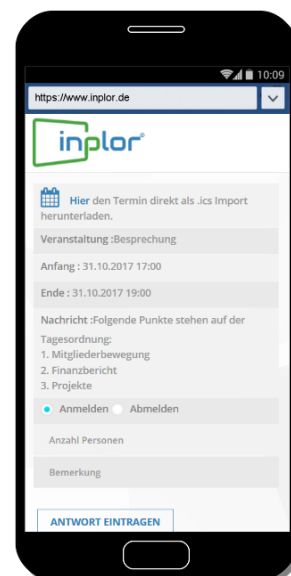 10:09
https://www.inplor.de
inplor®
Hier den Termin direkt als .ics Import
herunterladen.
Veranstaltung :Besprechung
Anfang : 31.10.2017 17:00
Ende : 31.10.2017 19:00
Nachricht :Folgende Punkte stehen auf der
Tagesordnung:
1. Mitgliederbewegung
2. Finanzbericht
3. Projekte
Anmelden Abmelden
Anzahl Personen
Bemerkung
ANTWORT EINTRAGEN